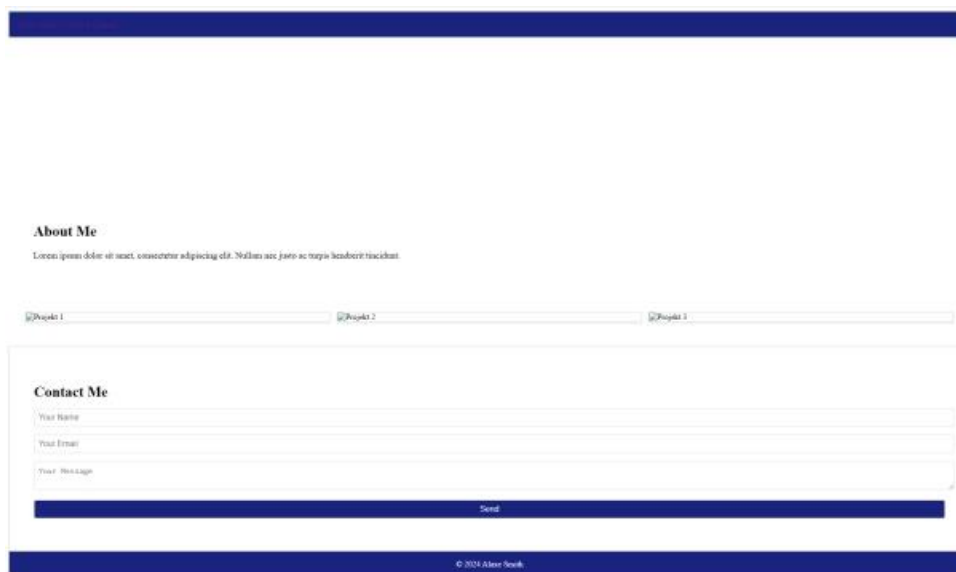 About Me
Lorem ipsum dolor sit amet, consectetur adipiscing elit. Nullam nec justo ac turpis hendrerit tincidunt.
Projekt 1 Projekt 2 Projekt 3
Contact Me
Your Name
Your Email
Your Message
Send
© 2024 Smith